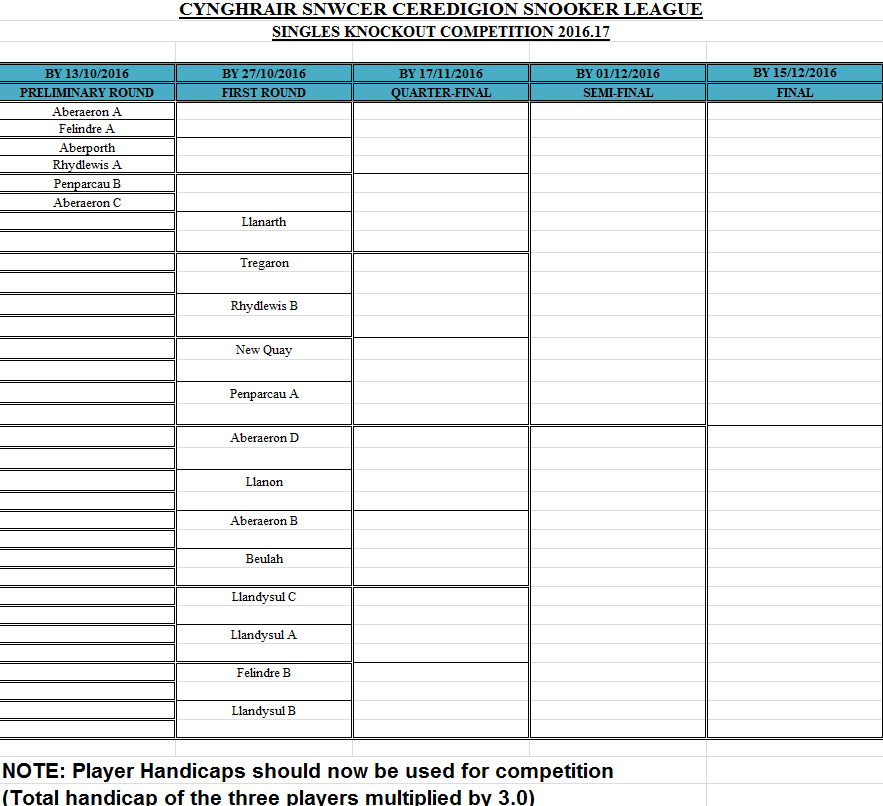 CYNGHRAIR SNWCER CEREDIGION SNOOKER LEAGUE
SINGLES KNOCKOUT COMPETITION 2016.17
BY 13/10/2016 BY 27/10/2016 BY 17/11/2016 BY 01/12/2016 BY 15/12/2016
PRELIMINARY ROUND FIRST ROUND QUARTER-FINAL SEMI-FINAL FINAL
Aberaeron A
Felindre A
Aberporth
Rhydlewis A
Penparcau B
Aberaeron C
Llanarth
Tregaron
Rhydlewis B
New Quay
Penparcau A
Aberaeron D
Llanon
Aberaeron B
Beulah
Llandysul C
Llandysul A
Felindre B
Llandysul B
NOTE: Player Handicaps should now be used for competition
(Total handicap of the three players multiplied by 3.0)